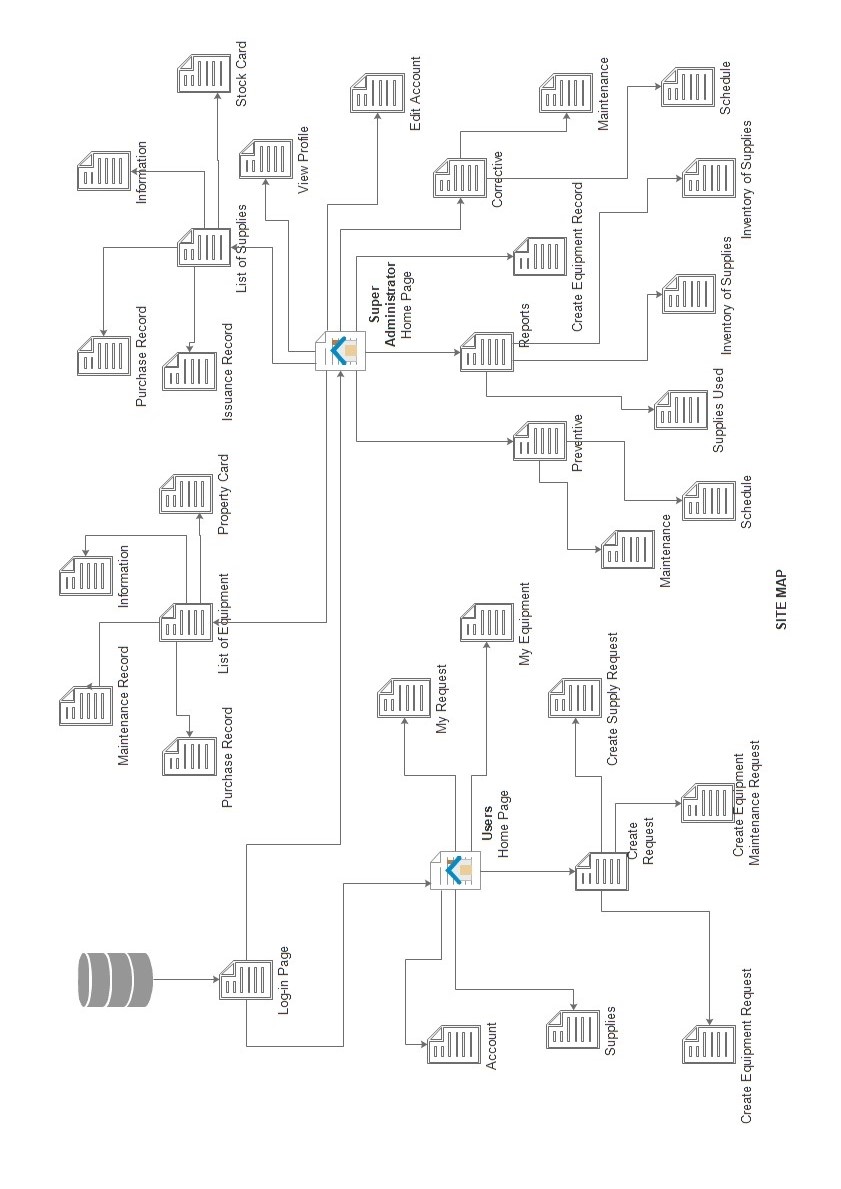 Log-in Page
Users
Home Page
Account
Supplies
My Request
My Equipment
Create
Request
Create Equipment Request
Create Equipment
Maintenance Request
Create Supply Request
Super
Administrator
Home Page
List of Equipment
Maintenance Record
Purchase Record
Information
Property Card
List of Supplies
Purchase Record
Issuance Record
Information
Stock Card
View Profile
Edit Account
Corrective
Maintenance
Schedule
Create Equipment Record
Reports
Inventory of Supplies
Inventory of Supplies
Supplies Used
Preventive
Maintenance
Schedule
SITE MAP